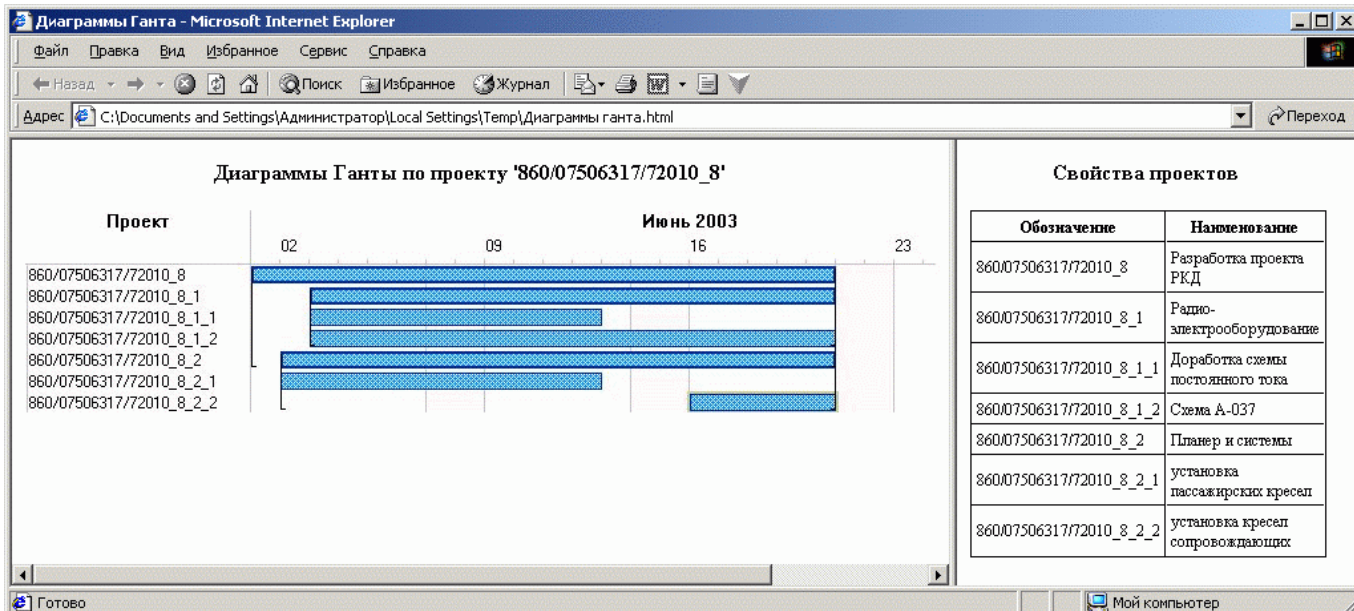 Диаграммы Ганта - Microsoft Internet Explorer
Файл Правка Вид Избранное Сервис Справка
Назад Поиск Избранное Журнал
Адрес C:\Documents and Settings\Администратор\Local Settings\Temp\Диаграммы ганта.html Переход
Диаграммы Ганты по проекту '860/07506317/72010_8'
Проект Июнь 2003
02 09 16 23
860/07506317/72010_8
860/07506317/72010_8_1
860/07506317/72010_8_1_1
860/07506317/72010_8_1_2
860/07506317/72010_8_2
860/07506317/72010_8_2_1
860/07506317/72010_8_2_2
Свойства проектов
Обозначение Наименование
860/07506317/72010_8 Разработка проекта
РКД
860/07506317/72010_8_1 Радио-
электрооборудование
860/07506317/72010_8_1_1 Доработка схемы
постоянного тока
860/07506317/72010_8_1_2 Схема А-037
860/07506317/72010_8_2 Планер и системы
860/07506317/72010_8_2_1 установка
пассажирских кресел
860/07506317/72010_8_2_2 установка кресел
сопровождающих
Готово Мой компьютер